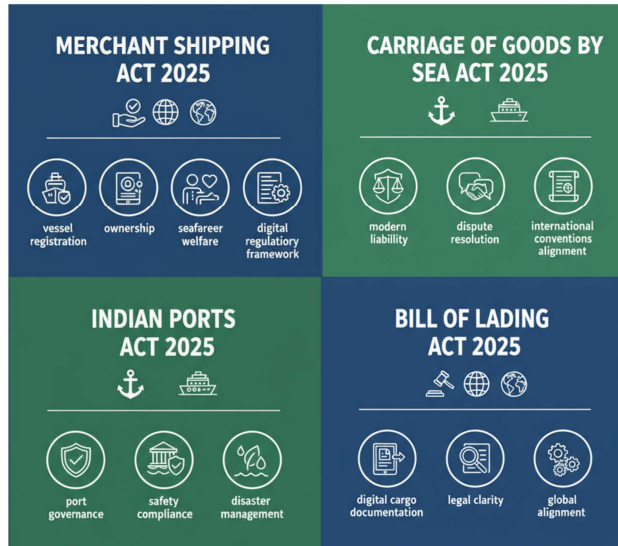 MERCHANT SHIPPING
ACT 2025
vessel
registration
ownership
seafareer
welfare
digital
regulatiory
framework
CARRIAGE OF GOODS BY
SEA ACT 2025
modern
liabillity
dispute
resolution
international
conventions
alignment
INDIAN PORTS
ACT 2025
port
governance
safety
compliance
disaster
management
BILL OF LADING
ACT 2025
digital cargo
documentation
legal clarity
global
alignment